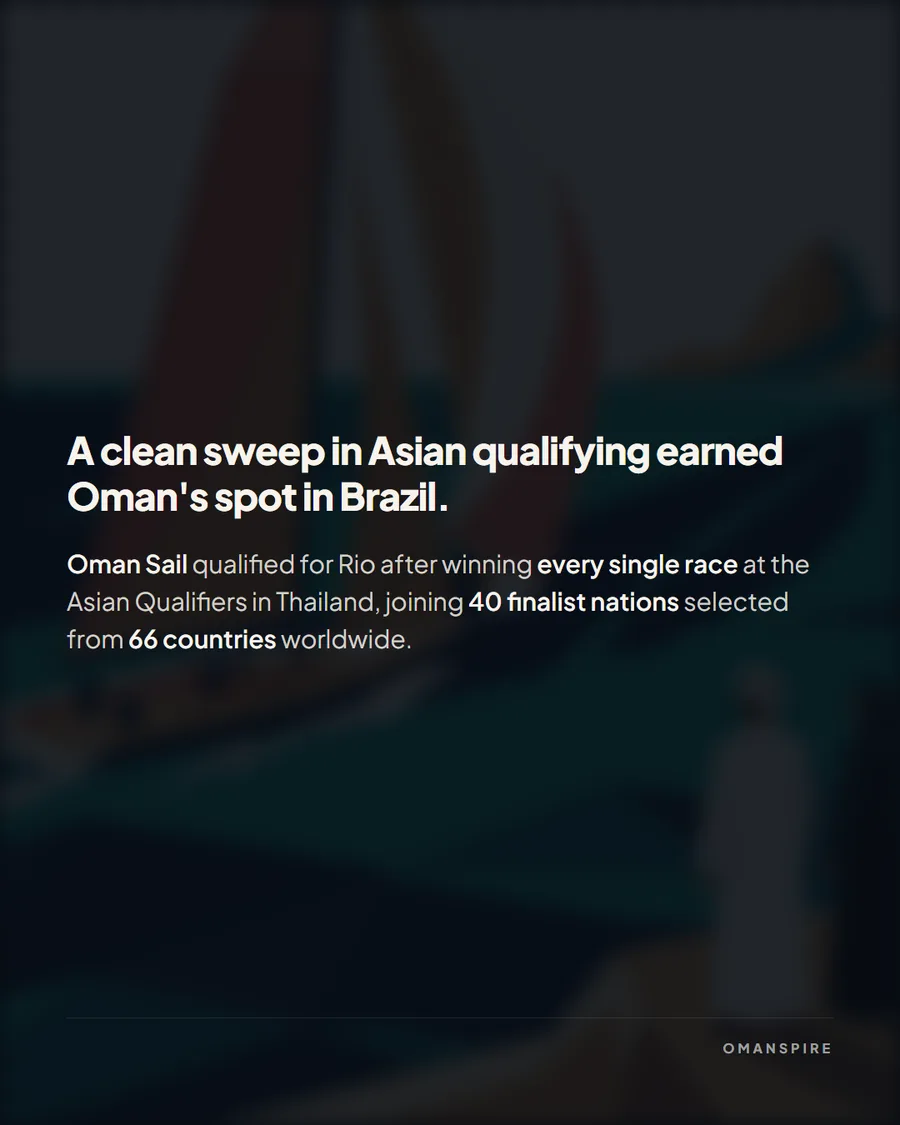 A clean sweep in Asian qualifying earned
Oman's spot in Brazil.
Oman Sail qualified for Rio after winning every single race at the
Asian Qualifiers in Thailand, joining 40 finalist nations selected
from 66 countries worldwide.
OMANSPIRE